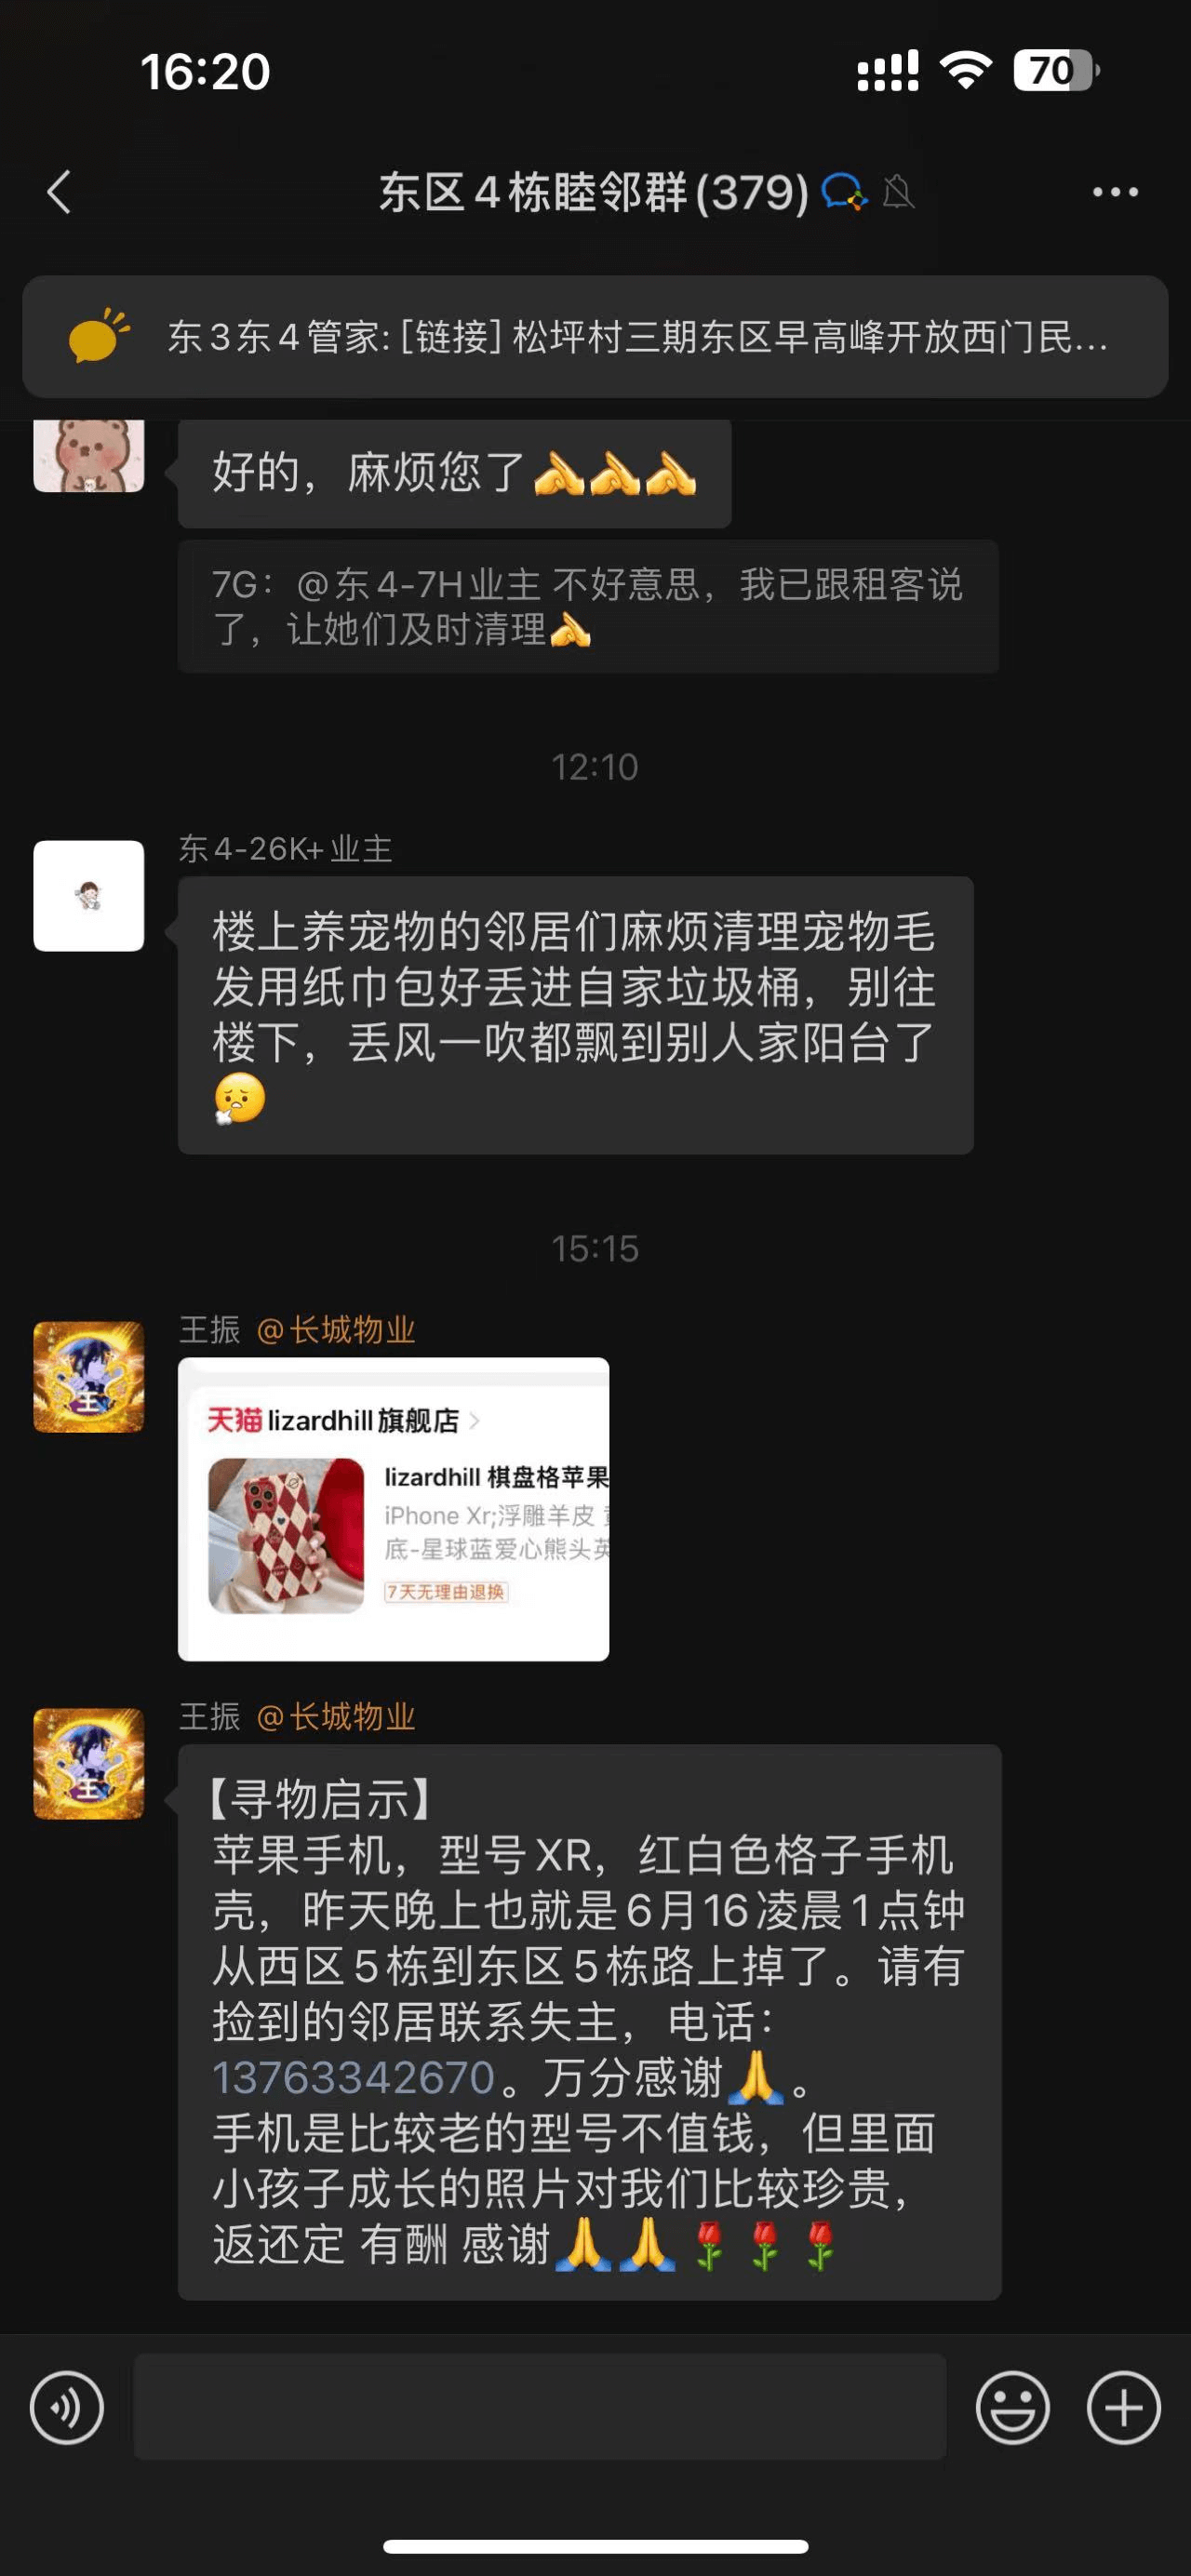 16:20
70
东区4栋睦邻群(379)
东3东4管家: [链接] 松坪村三期东区早高峰开放西门民...
好的，麻烦您了
7G：@东4-7H业主 不好意思，我已跟租客说
了，让她们及时清理
12:10
东4-26K+业主
楼上养宠物的邻居们麻烦清理宠物毛
发用纸巾包好丢进自家垃圾桶，别往
楼下，丢风一吹都飘到别人家阳台了
15:15
王振 @长城物业
天猫 lizardhill旗舰店
lizardhill 棋盘格苹果
iPhone Xr;浮雕羊皮
底-星球蓝爱心熊头英
7天无理由退换
王
王振 @长城物业
【寻物启示】
苹果手机，型号XR，红白色格子手机
壳，昨天晚上也就是6月16凌晨1点钟
从西区5栋到东区5栋路上掉了。请有
捡到的邻居联系失主，电话：
13763342670。万分感谢🙏。
手机是比较老的型号不值钱，但里面
小孩子成长的照片对我们比较珍贵，
返还定 有酬 感谢🙏🙏🌹🌹🌹
王